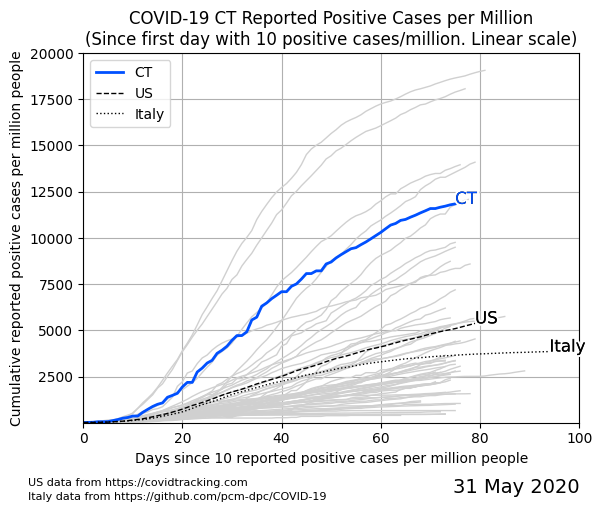 COVID-19 CT Reported Positive Cases per Million
(Since first day with 10 positive cases/million. Linear scale)
Cumulative reported positive cases per million people
20000
17500
15000
12500
10000
7500
5000
2500
CT
US
Italy
CT
US
Italy
0
20
40
60
80
100
Days since 10 reported positive cases per million people
US data from https://covidtracking.com
Italy data from https://github.com/pcm-dpc/COVID-19
31 May 2020